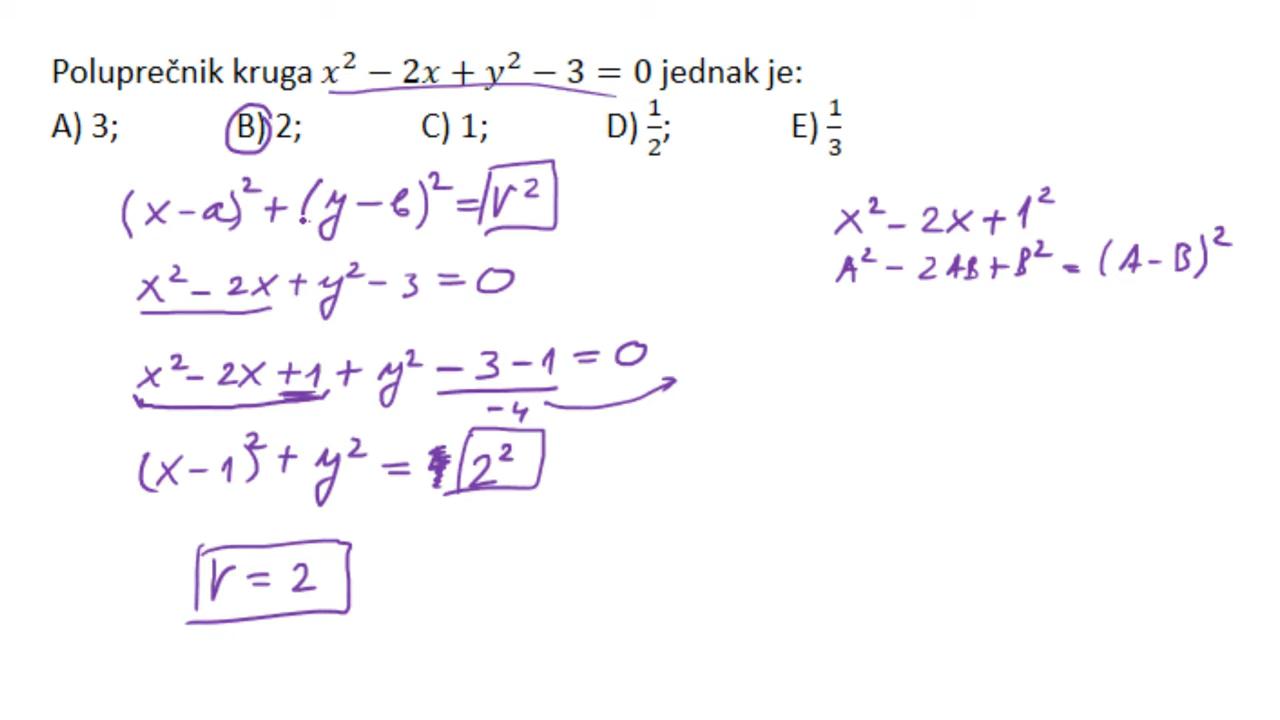 Poluprečnik kruga x² − 2x + y² − 3 = 0 jednak je:
A) 3; B) 2; C) 1; D) 1/2; E) 1/3
(x-a)² + (y-b)² = r²
x² - 2x + y² - 3 = 0
x² - 2x + 1 + y² - 3 - 1 = 0
-4
(x-1)² + y² = 2²
r = 2
x² - 2x + 1²
A² - 2AB + B² = (A-B)²